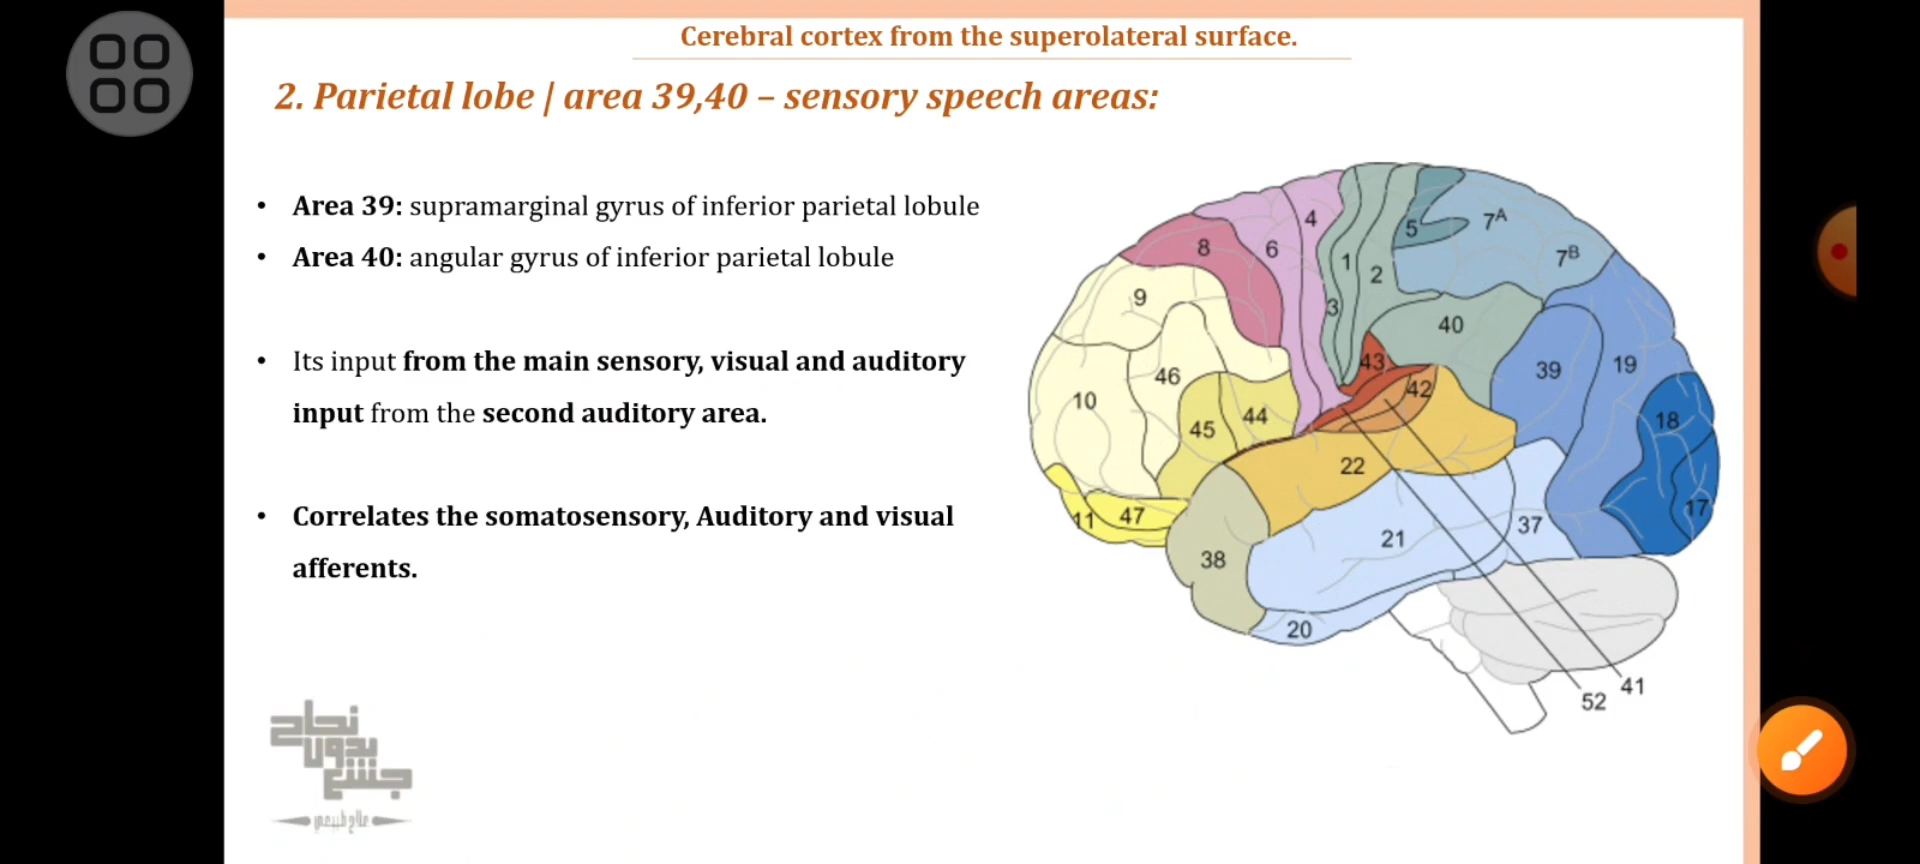 Cerebral cortex from the superolateral surface.
2. Parietal lobe | area 39,40 – sensory speech areas:
• Area 39: supramarginal gyrus of inferior parietal lobule
• Area 40: angular gyrus of inferior parietal lobule
• Its input from the main sensory, visual and auditory
input from the second auditory area.
• Correlates the somatosensory, Auditory and visual
afferents.
4
5
7A
8
6
7B
1
2
9
3
40
43
39
19
46
42
10
44
18
45
22
17
11
47
21
37
38
20
41
52
نجاح
بدون
جشع
علاج طبيعي